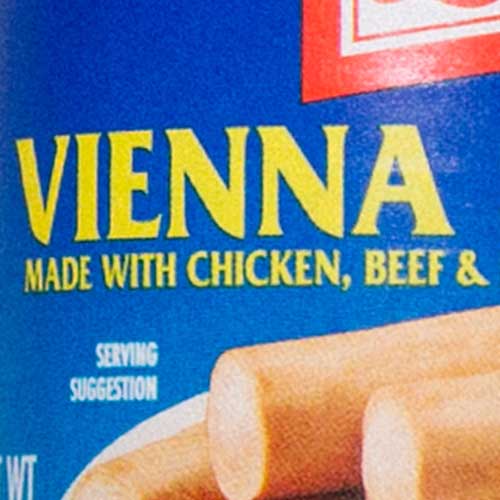 VIENNA
MADE WITH CHICKEN, BEEF &
SERVING
SUGGESTION
WT